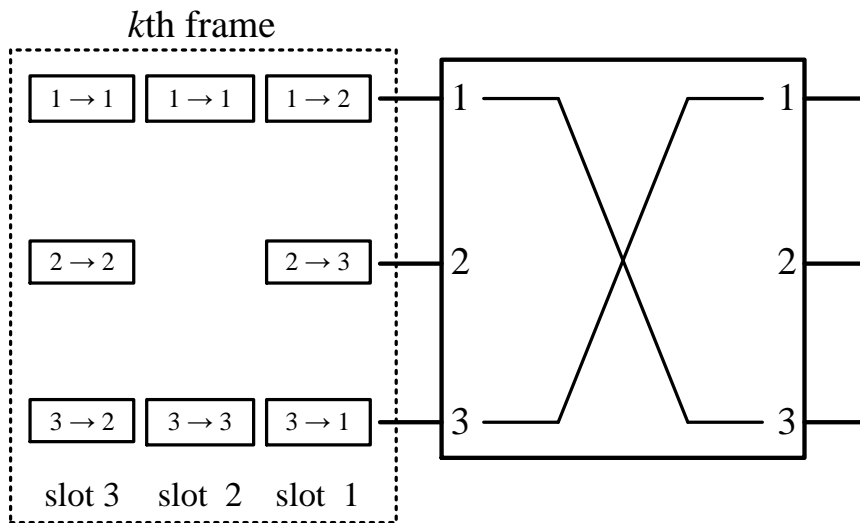 kth frame
1 → 1 1 → 1 1 → 2 1 1
2 → 2 2 → 3 2 2
3 → 2 3 → 3 3 → 1 3 3
slot 3 slot 2 slot 1